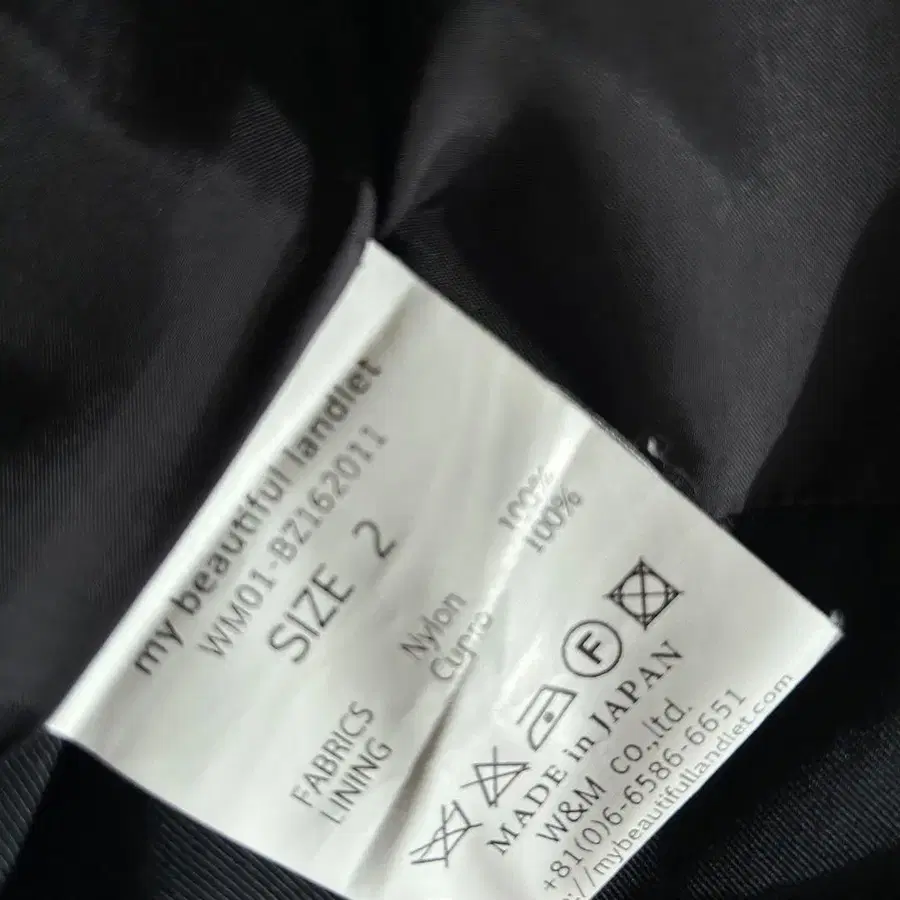 my beautiful landlet
WM01-BZ162011
SIZE 2
FABRICS Nylon 100%
LINING Cupro 100%
F
MADE in JAPAN
W&M Co.,ltd.
+81(0)6-6586-6651
://mybeautifullandlet.com